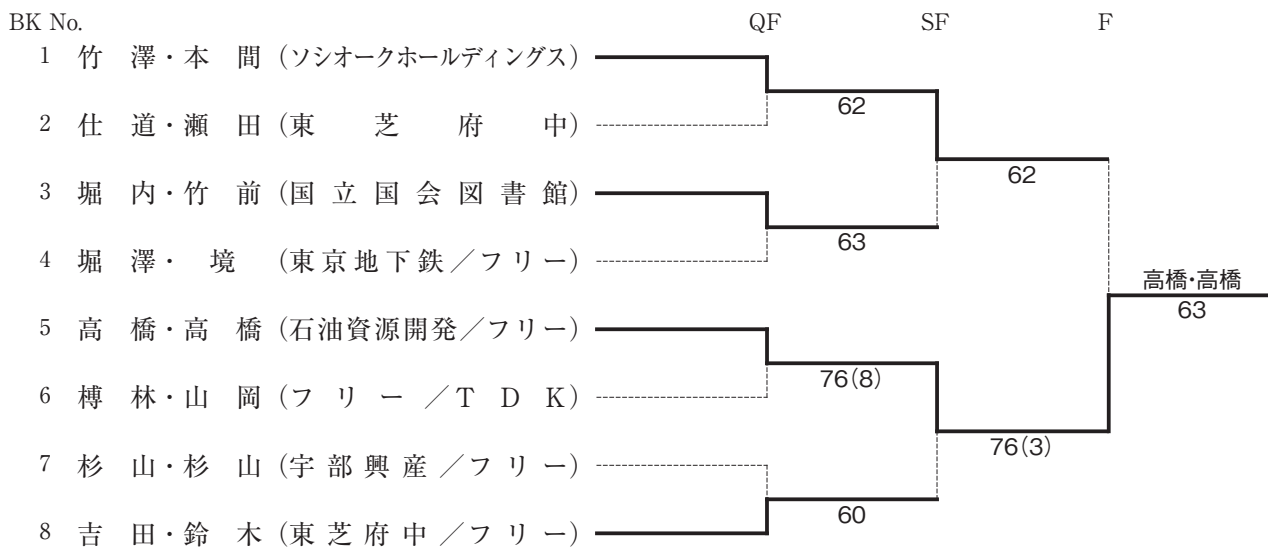 BK No. QF SF F
1 竹澤・本間 (ソシオークホールディングス)
62
2 仕道・瀬田 (東芝府中)
62
3 堀内・竹前 (国立国会図書館)
63
4 堀澤・境 (東京地下鉄／フリー)
高橋・高橋
63
5 高橋・高橋 (石油資源開発／フリー)
76(8)
6 榑林・山岡 (フリー／TDK)
76(3)
7 杉山・杉山 (宇部興産／フリー)
60
8 吉田・鈴木 (東芝府中／フリー)